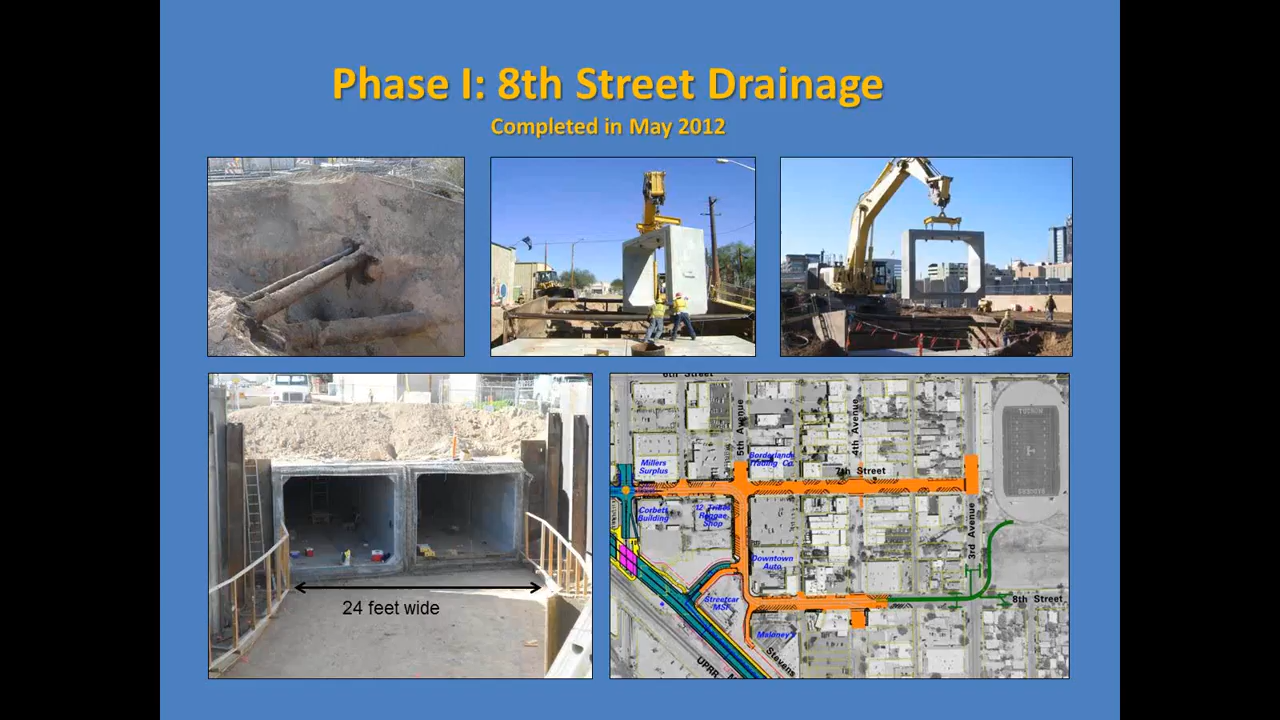 Phase I: 8th Street Drainage
Completed in May 2012
24 feet wide
6th Street
5th Avenue
4th Avenue
Millers
Surplus
Borderlands
Trading Co.
7th Street
Corbett
Building
12 Tribes
Reggae
Shop
3rd Avenue
Downtown
Auto
Streetcar
MSF
8th Street
Maloney's
Stevens
UPRR